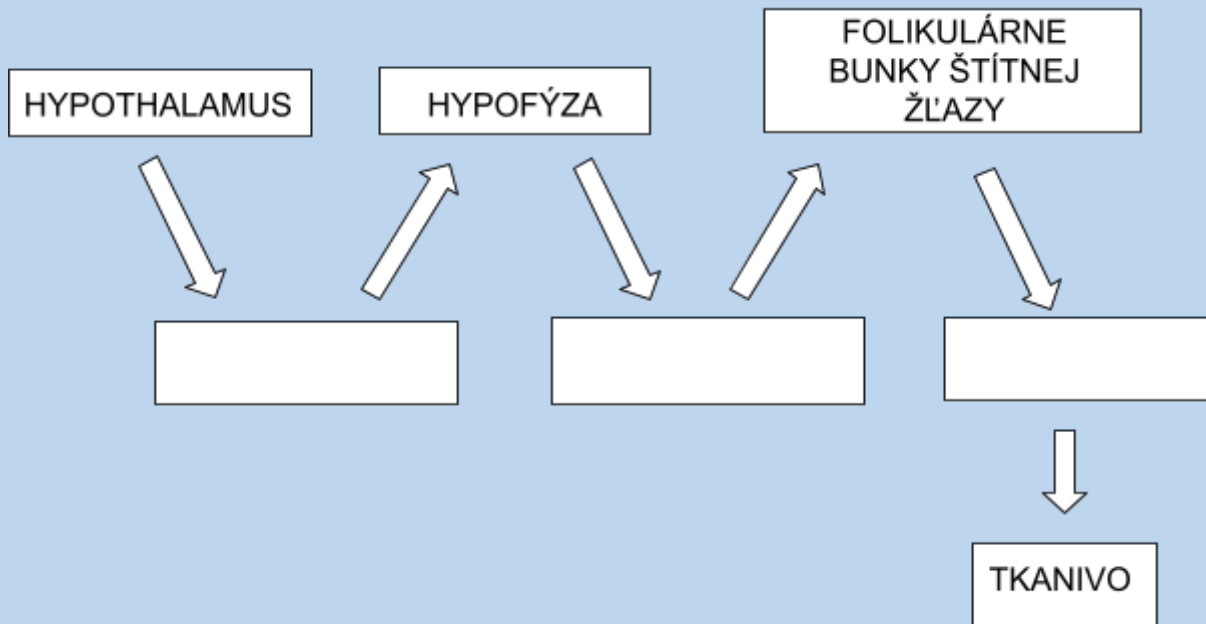 HYPOTHALAMUS
HYPOFÝZA
FOLIKULÁRNE
BUNKY ŠTÍTNEJ
ŽĽAZY
TKANIVO